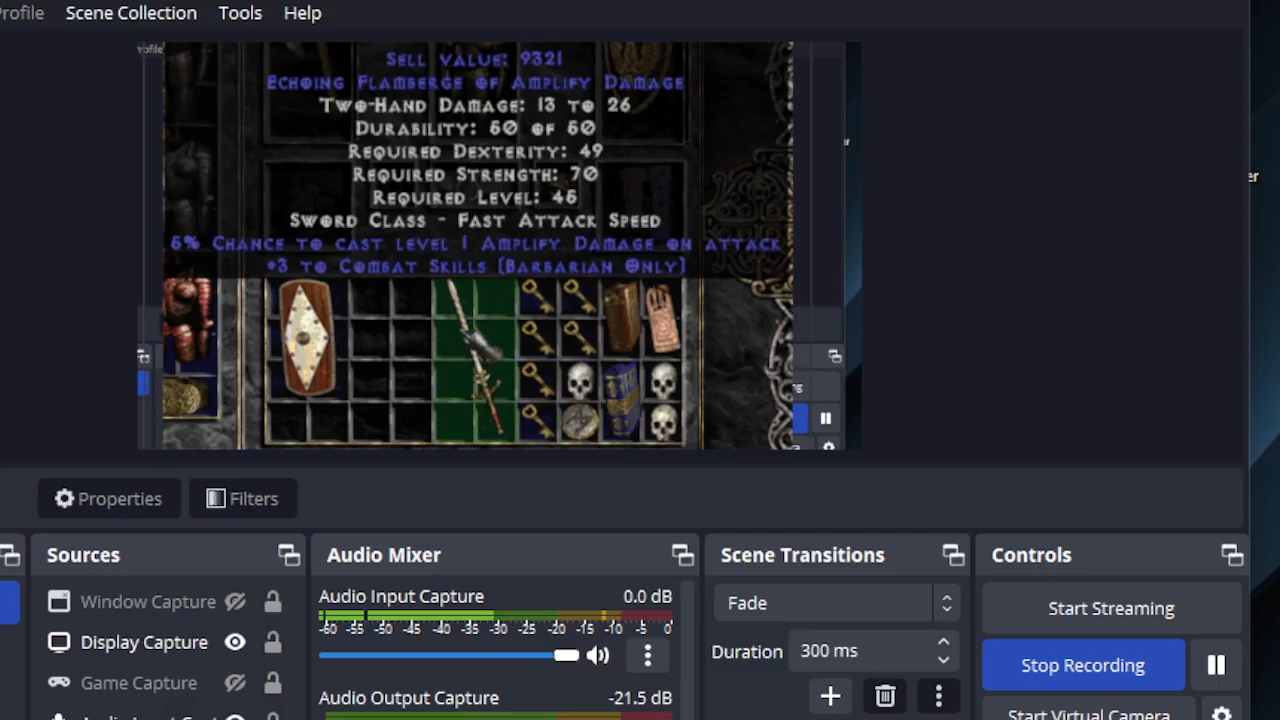 Profile Scene Collection Tools Help
SELL VALUE: 9321
ECHOING FLAMBERGE OF AMPLIFY DAMAGE
TWO-HAND DAMAGE: 13 TO 26
DURABILITY: 50 OF 50
REQUIRED DEXTERITY: 49
REQUIRED STRENGTH: 70
REQUIRED LEVEL: 45
SWORD CLASS - FAST ATTACK SPEED
5% CHANCE TO CAST LEVEL 1 AMPLIFY DAMAGE ON ATTACK
+3 TO COMBAT SKILLS (BARBARIAN ONLY)
Properties Filters
Sources Audio Mixer Scene Transitions Controls
Window Capture
Display Capture
Game Capture
Audio Input Capture 0.0 dB
-60 -55 -50 -45 -40 -35 -30 -25 -20 -15 -10 -5 0
Audio Output Capture -21.5 dB
Fade
Duration 300 ms
Start Streaming
Stop Recording
Start Virtual Camera